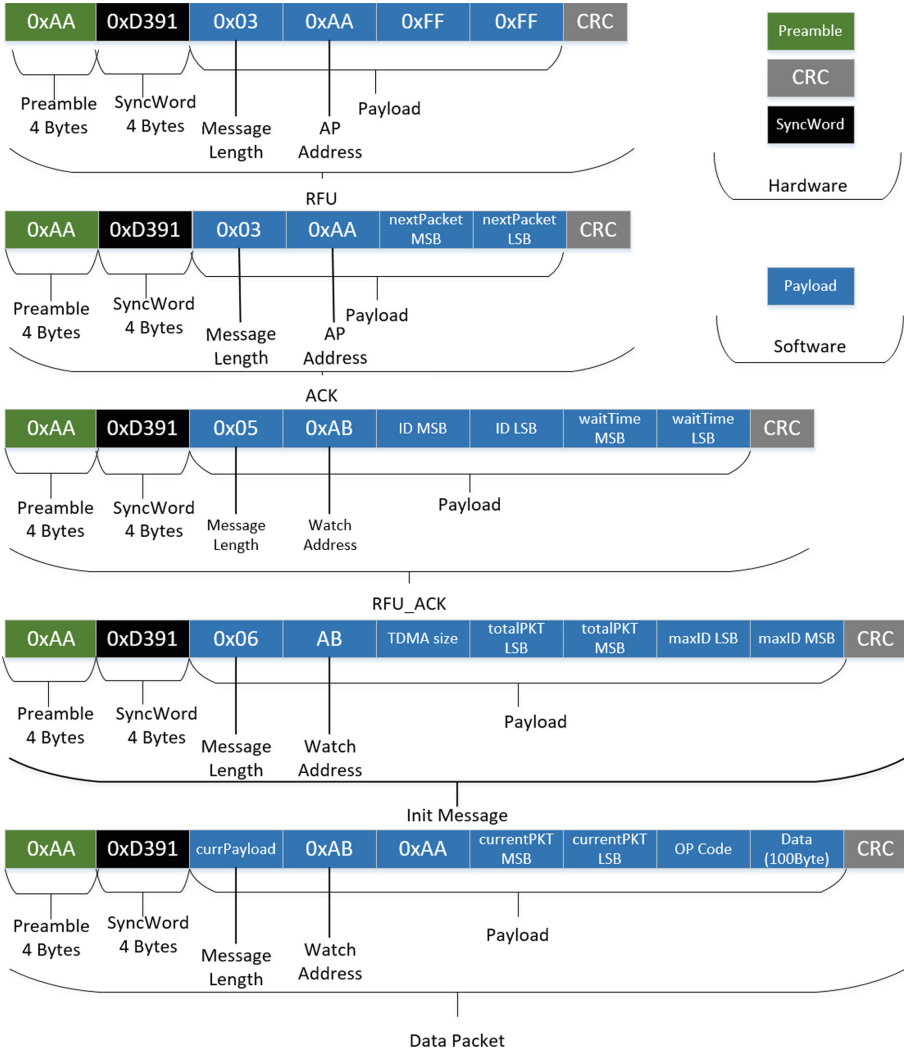 0xAA 0xD391 0x03 0xAA 0xFF 0xFF CRC
Preamble
4 Bytes
SyncWord
4 Bytes
Message
Length
AP
Address
Payload
RFU
Preamble
CRC
SyncWord
Hardware
0xAA 0xD391 0x03 0xAA nextPacket
MSB nextPacket
LSB CRC
Preamble
4 Bytes
SyncWord
4 Bytes
Message
Length
AP
Address
Payload
ACK
Payload
Software
0xAA 0xD391 0x05 0xAB ID MSB ID LSB waitTime
MSB waitTime
LSB CRC
Preamble
4 Bytes
SyncWord
4 Bytes
Message
Length
Watch
Address
Payload
RFU_ACK
0xAA 0xD391 0x06 AB TDMA size totalPKT
LSB totalPKT
MSB maxID LSB maxID MSB CRC
Preamble
4 Bytes
SyncWord
4 Bytes
Message
Length
Watch
Address
Payload
Init Message
0xAA 0xD391 currPayload 0xAB 0xAA currentPKT
MSB currentPKT
LSB OP Code Data
(100Byte) CRC
Preamble
4 Bytes
SyncWord
4 Bytes
Message
Length
Watch
Address
Payload
Data Packet